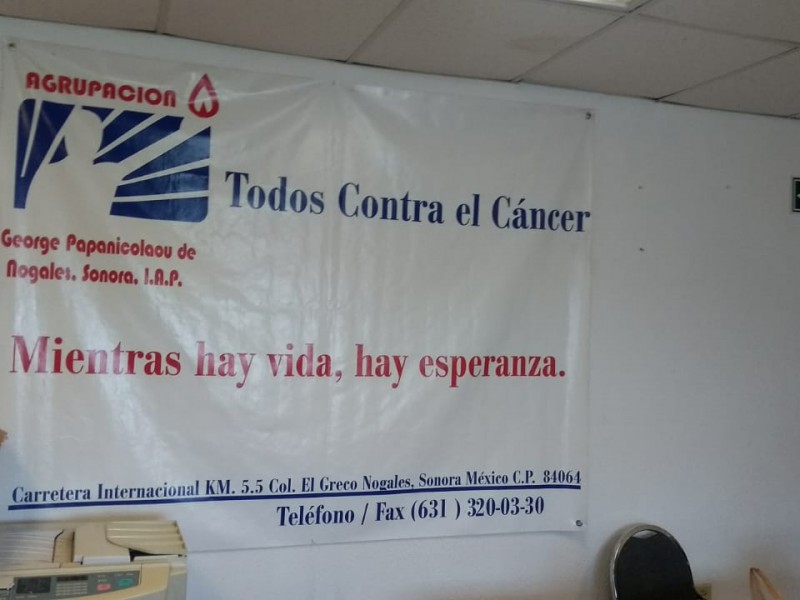 AGRUPACION
Todos Contra el Cáncer
George Papanicolaou de
Nogales, Sonora, I.A.P.
Mientras hay vida, hay esperanza.
Carretera Internacional KM. 5.5 Col. El Greco Nogales, Sonora México C.P. 84064
Teléfono / Fax (631 ) 320-03-30